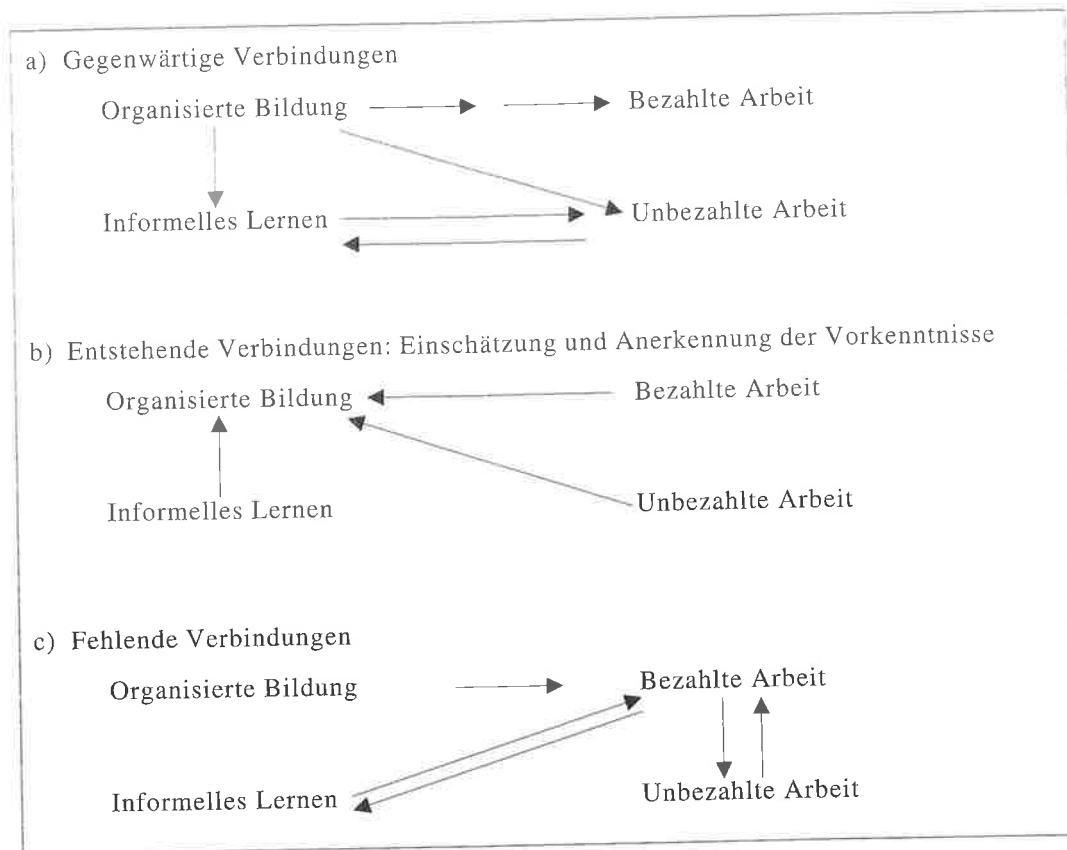 a) Gegenwärtige Verbindungen
Organisierte Bildung Bezahlte Arbeit
Informelles Lernen Unbezahlte Arbeit
b) Entstehende Verbindungen: Einschätzung und Anerkennung der Vorkenntnisse
Organisierte Bildung Bezahlte Arbeit
Informelles Lernen Unbezahlte Arbeit
c) Fehlende Verbindungen
Organisierte Bildung Bezahlte Arbeit
Informelles Lernen Unbezahlte Arbeit